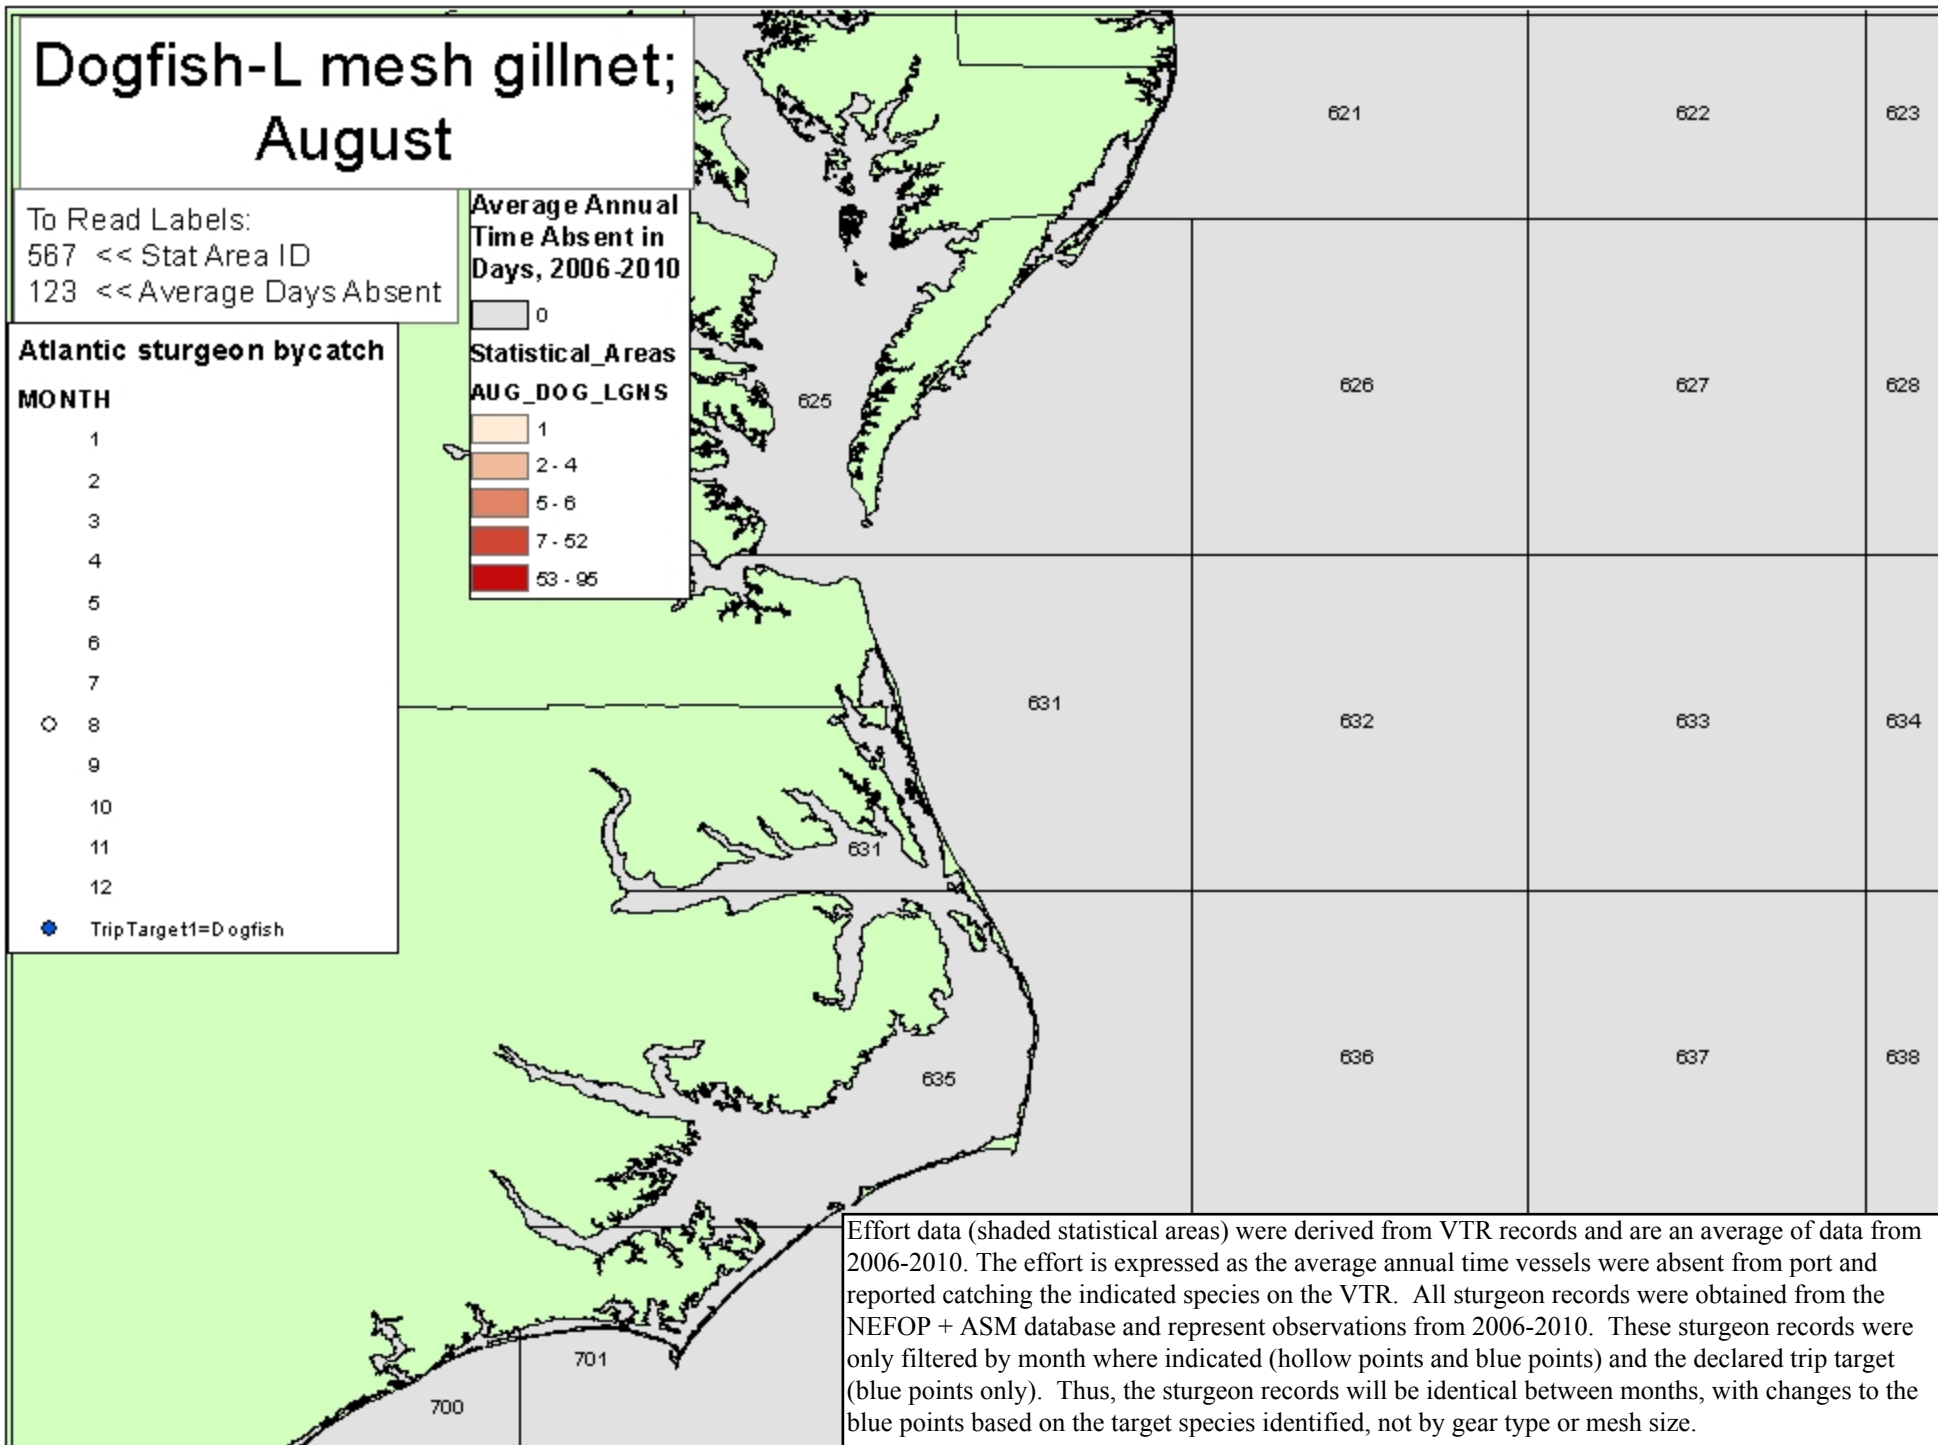 Dogfish-L mesh gillnet;
August
To Read Labels:
567 << Stat Area ID
123 << Average Days Absent
Average Annual
Time Absent in
Days, 2006-2010
0
Statistical_Areas
AUG_DOG_LGNS
1
2 - 4
5 - 6
7 - 52
53 - 95
Atlantic sturgeon bycatch
MONTH
1
2
3
4
5
6
7
8
9
10
11
12
TripTarget1=Dogfish
621
622
623
625
626
627
628
631
632
633
634
631
635
636
637
638
701
700
Effort data (shaded statistical areas) were derived from VTR records and are an average of data from
2006-2010. The effort is expressed as the average annual time vessels were absent from port and
reported catching the indicated species on the VTR.  All sturgeon records were obtained from the
NEFOP + ASM database and represent observations from 2006-2010.  These sturgeon records were
only filtered by month where indicated (hollow points and blue points) and the declared trip target
(blue points only).  Thus, the sturgeon records will be identical between months, with changes to the
blue points based on the target species identified, not by gear type or mesh size.